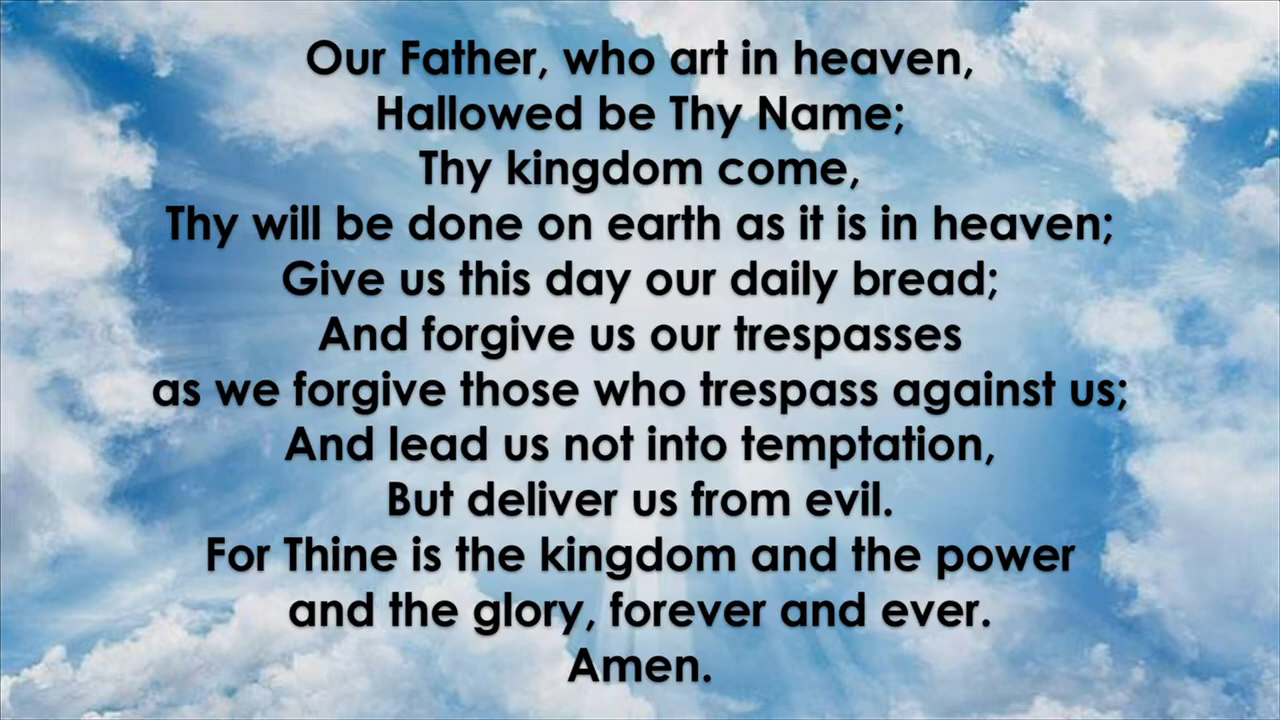 Our Father, who art in heaven,
Hallowed be Thy Name;
Thy kingdom come,
Thy will be done on earth as it is in heaven;
Give us this day our daily bread;
And forgive us our trespasses
as we forgive those who trespass against us;
And lead us not into temptation,
But deliver us from evil.
For Thine is the kingdom and the power
and the glory, forever and ever.
Amen.